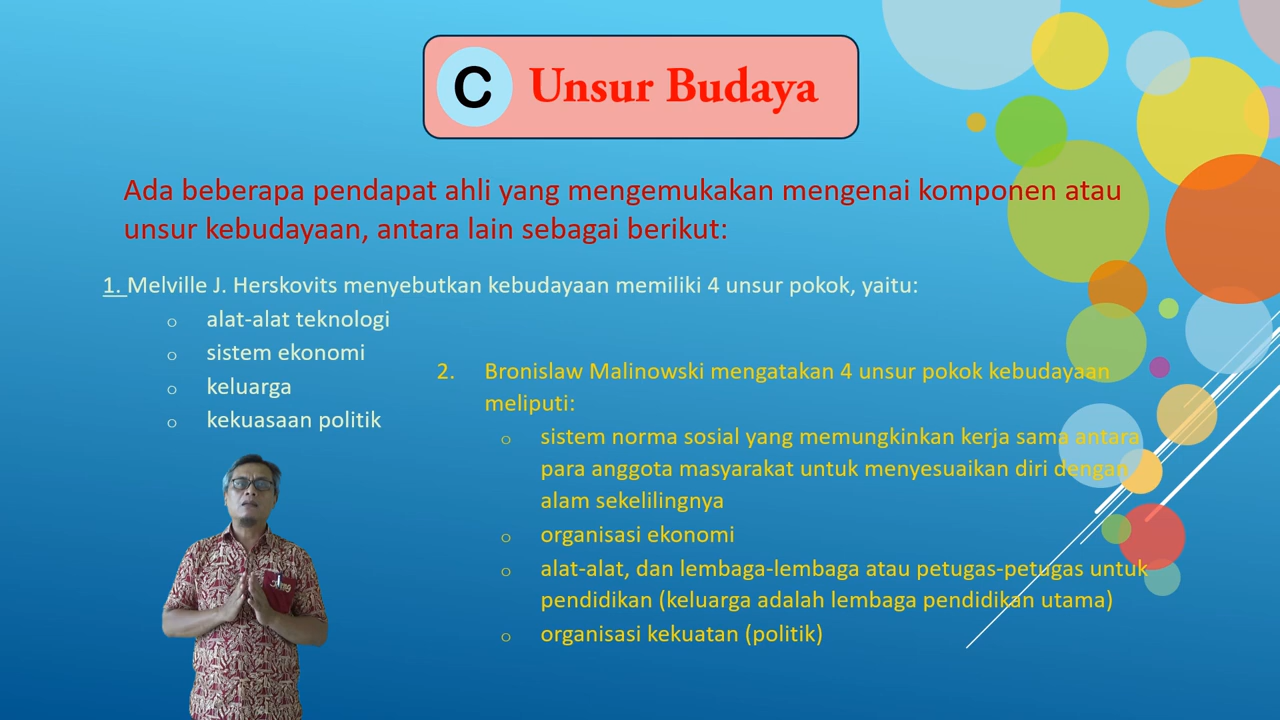 C Unsur Budaya
Ada beberapa pendapat ahli yang mengemukakan mengenai komponen atau
unsur kebudayaan, antara lain sebagai berikut:
1. Melville J. Herskovits menyebutkan kebudayaan memiliki 4 unsur pokok, yaitu:
o alat-alat teknologi
o sistem ekonomi
o keluarga
o kekuasaan politik
2. Bronislaw Malinowski mengatakan 4 unsur pokok kebudayaan
meliputi:
o sistem norma sosial yang memungkinkan kerja sama antara
para anggota masyarakat untuk menyesuaikan diri dengan
alam sekelilingnya
o organisasi ekonomi
o alat-alat, dan lembaga-lembaga atau petugas-petugas untuk
pendidikan (keluarga adalah lembaga pendidikan utama)
o organisasi kekuatan (politik)